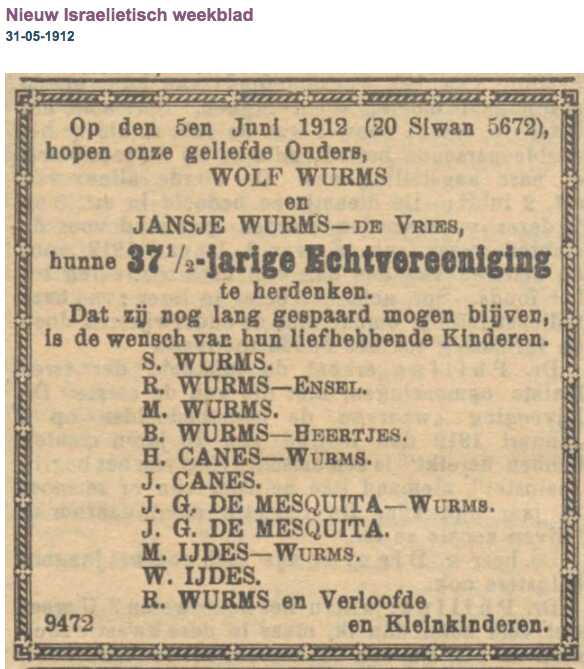 Nieuw Israelietisch weekblad
31-05-1912
Op den 5en Juni 1912 (20 Siwan 5672),
hopen onze geliefde Ouders,
WOLF WURMS
en
JANSJE WURMS—DE VRIES,
hunne 37½-jarige Echtvereeniging
te herdenken.
Dat zij nog lang gespaard mogen blijven,
is de wensch van hun liefhebbende Kinderen.
S. WURMS.
R. WURMS—ENSEL.
M. WURMS.
B. WURMS—HEERTJES.
H. CANES—WURMS.
J. CANES.
J. G. DE MESQUITA—WURMS.
J. G. DE MESQUITA.
M. IJDES—WURMS.
W. IJDES.
R. WURMS en Verloofde
9472 en Kleinkinderen.